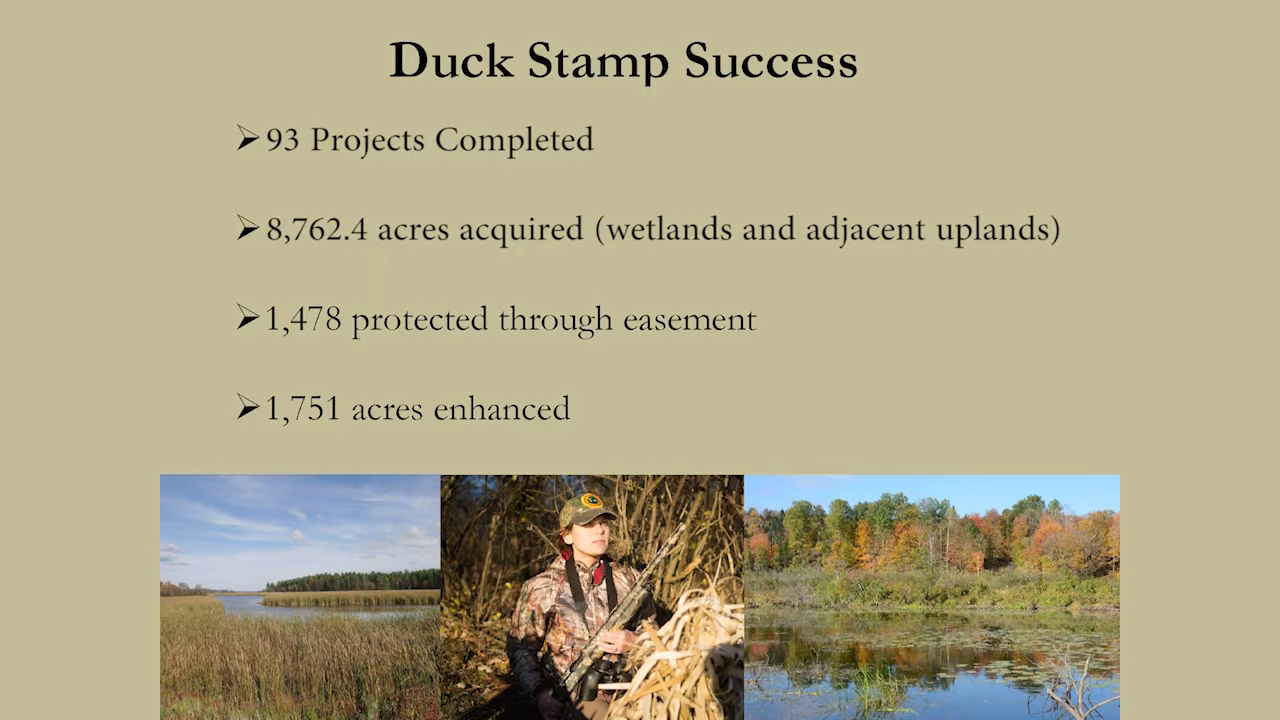 Duck Stamp Success
➢93 Projects Completed
➢8,762.4 acres acquired (wetlands and adjacent uplands)
➢1,478 protected through easement
➢1,751 acres enhanced